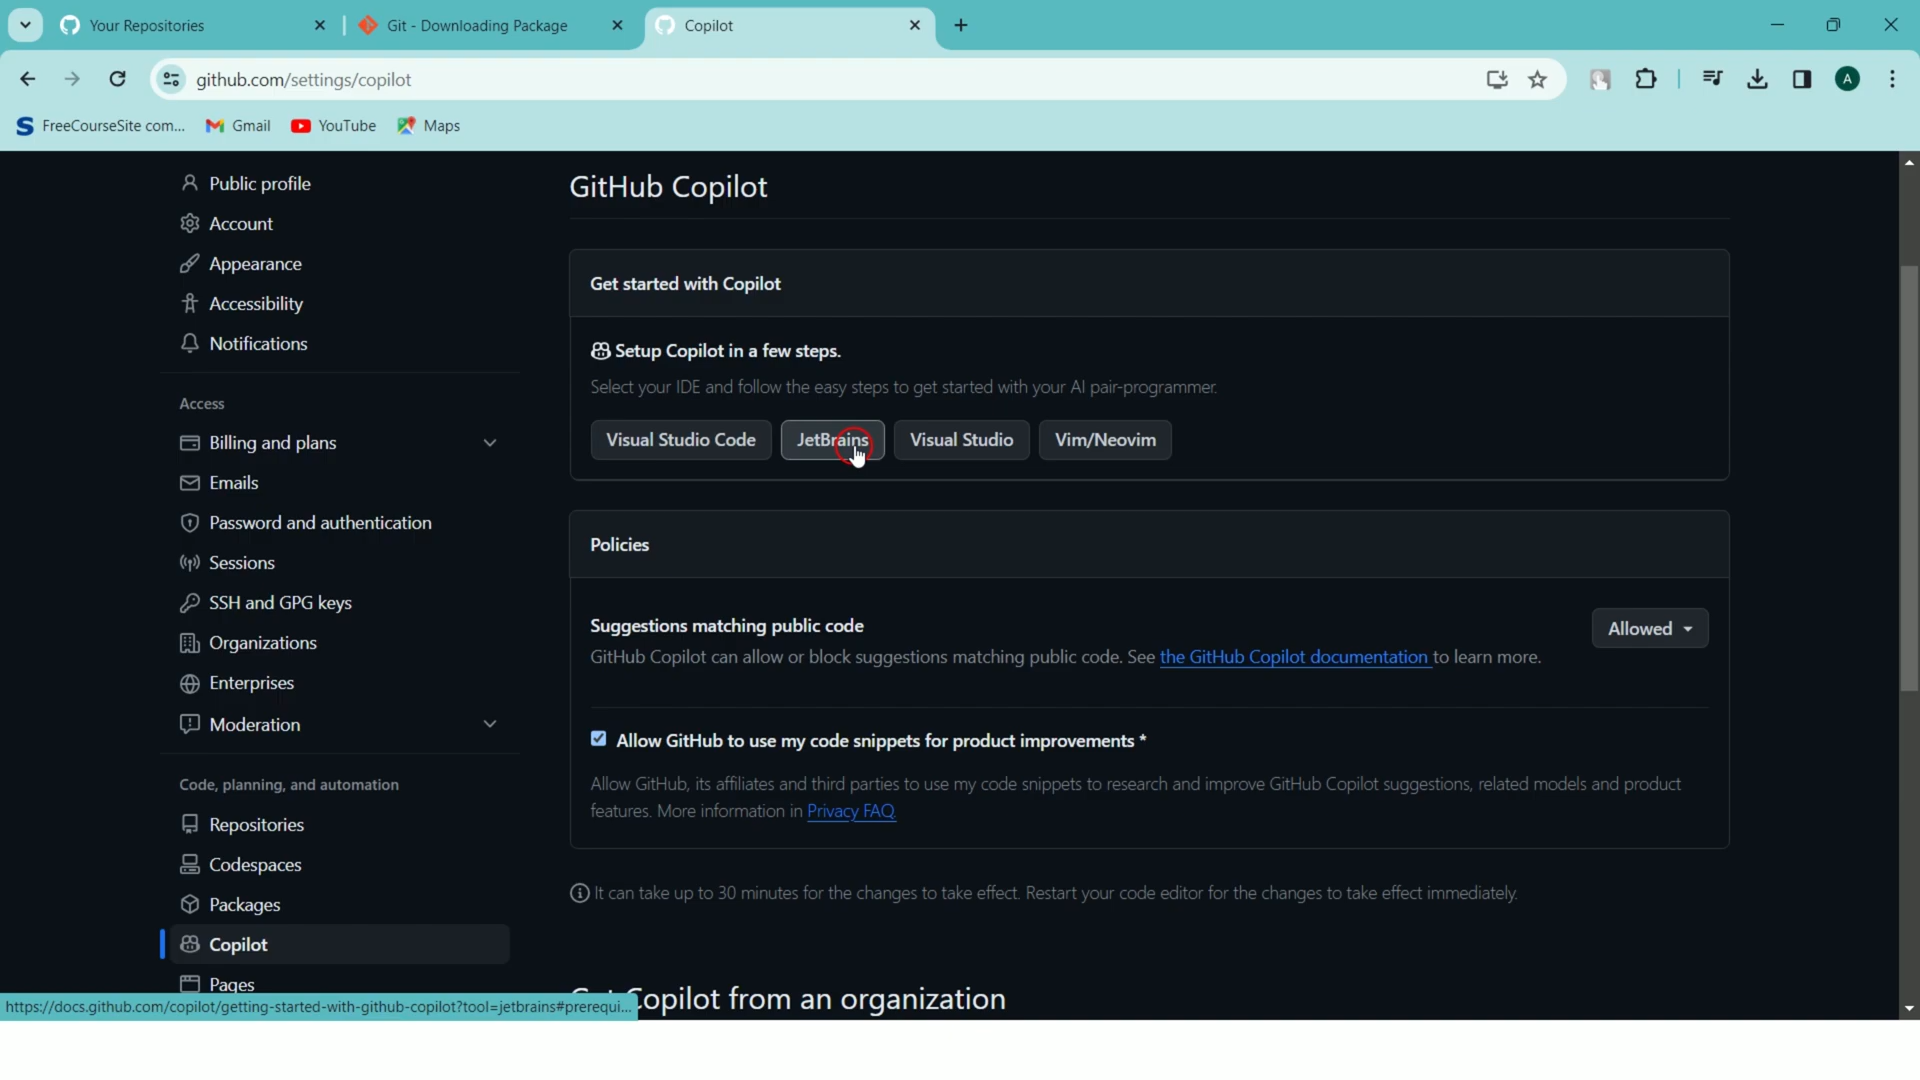 Your Repositories
Git - Downloading Package
Copilot
github.com/settings/copilot
A
FreeCourseSite com...
Gmail
YouTube
Maps
Public profile
Account
Appearance
Accessibility
Notifications
Access
Billing and plans
Emails
Password and authentication
Sessions
SSH and GPG keys
Organizations
Enterprises
Moderation
Code, planning, and automation
Repositories
Codespaces
Packages
Copilot
Pages
GitHub Copilot
Get started with Copilot
Setup Copilot in a few steps.
Select your IDE and follow the easy steps to get started with your AI pair-programmer.
Visual Studio Code JetBrains Visual Studio Vim/Neovim
Policies
Suggestions matching public code
Allowed
GitHub Copilot can allow or block suggestions matching public code. See the GitHub Copilot documentation to learn more.
Allow GitHub to use my code snippets for product improvements *
Allow GitHub, its affiliates and third parties to use my code snippets to research and improve GitHub Copilot suggestions, related models and product
features. More information in Privacy FAQ.
It can take up to 30 minutes for the changes to take effect. Restart your code editor for the changes to take effect immediately.
Copilot from an organization
https://docs.github.com/copilot/getting-started-with-github-copilot?tool=jetbrains#prerequi...